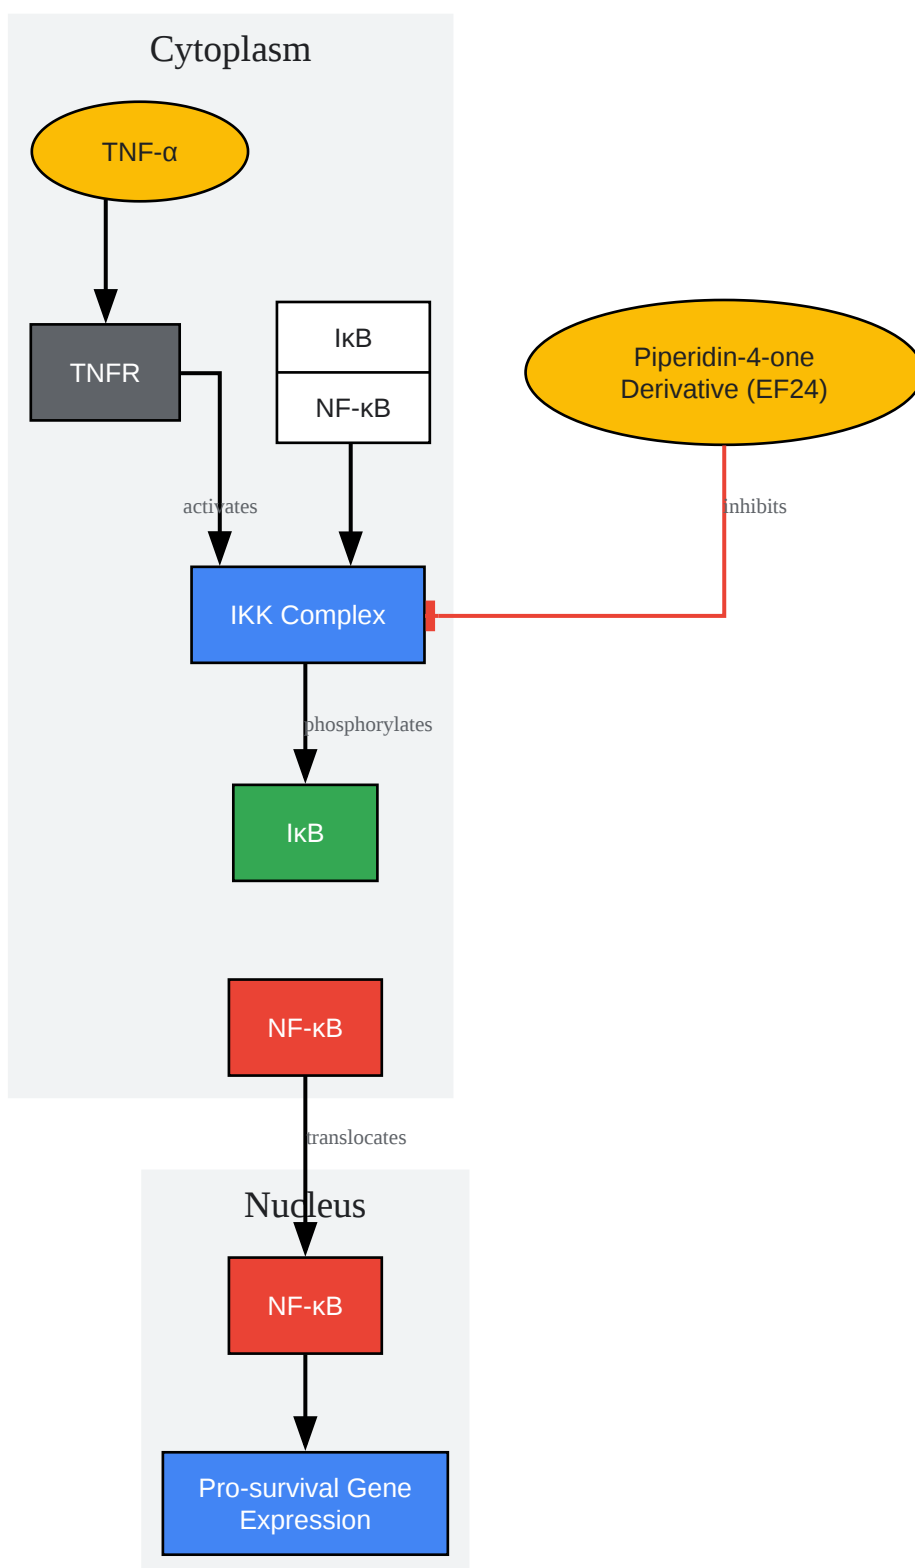 Cytoplasm
TNF-α
TNFR
IκB
NF-κB
Piperidin-4-one
Derivative (EF24)
activates
inhibits
IKK Complex
phosphorylates
IκB
NF-κB
translocates
Nucleus
NF-κB
Pro-survival Gene
Expression